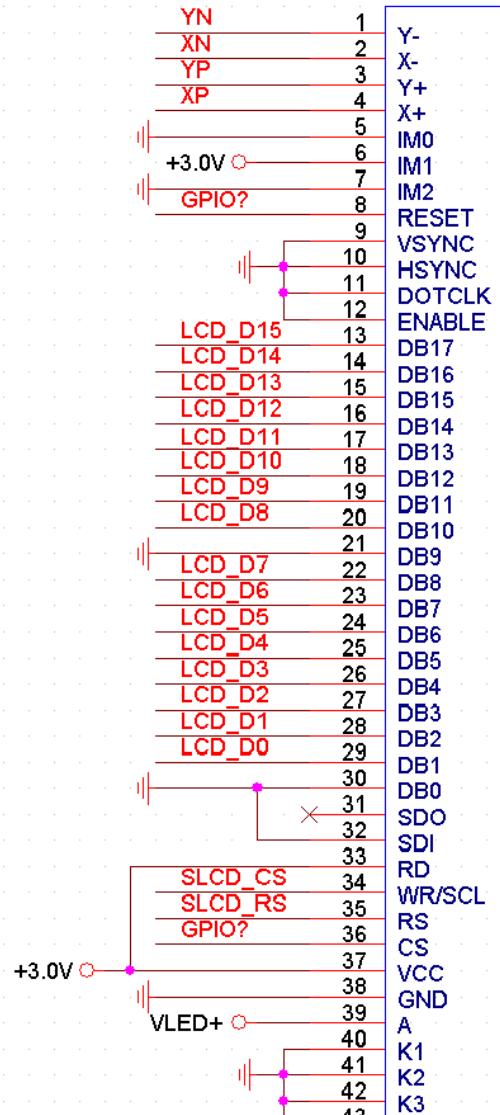 YN 1 Y-
XN 2 X-
YP 3 Y+
XP 4 X+
5 IM0
+3.0V 6 IM1
7 IM2
GPIO? 8 RESET
9 VSYNC
10 HSYNC
11 DOTCLK
12 ENABLE
LCD_D15 13 DB17
LCD_D14 14 DB16
LCD_D13 15 DB15
LCD_D12 16 DB14
LCD_D11 17 DB13
LCD_D10 18 DB12
LCD_D9 19 DB11
LCD_D8 20 DB10
21 DB9
LCD_D7 22 DB8
LCD_D6 23 DB7
LCD_D5 24 DB6
LCD_D4 25 DB5
LCD_D3 26 DB4
LCD_D2 27 DB3
LCD_D1 28 DB2
LCD_D0 29 DB1
30 DB0
31 SDO
32 SDI
33 RD
SLCD_CS 34 WR/SCL
SLCD_RS 35 RS
GPIO? 36 CS
+3.0V 37 VCC
38 GND
VLED+ 39 A
40 K1
41 K2
42 K3
43